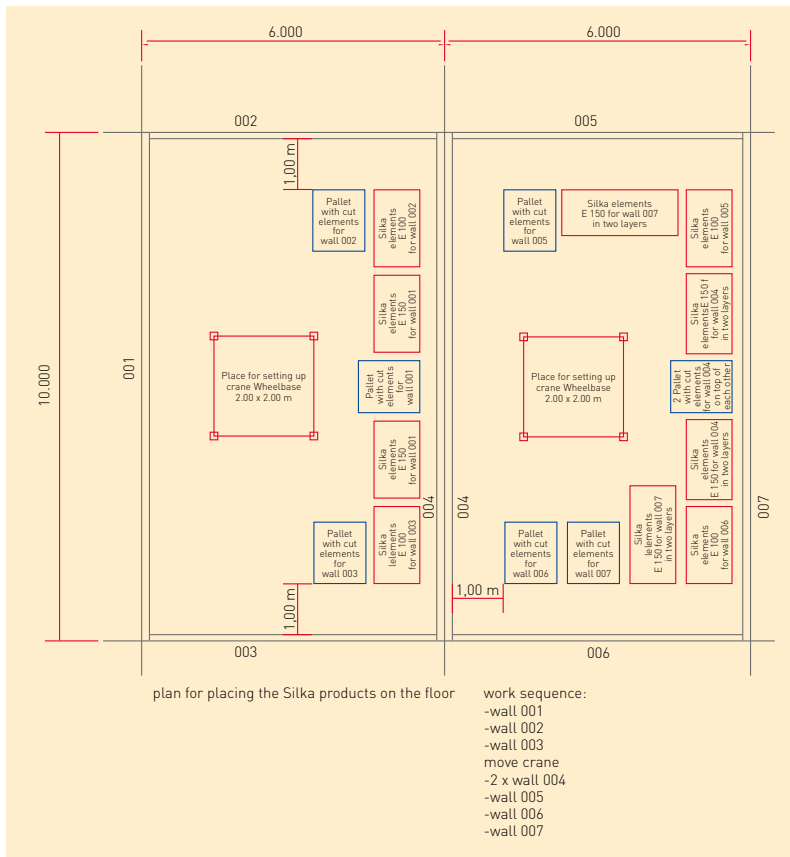 6.000
6.000
002
005
1,00 m
Pallet
with cut
elements
for
wall 002
Silka
elements
E 100
for wall 002
Pallet
with cut
elements
for
wall 005
Silka elements
E 150 for wall 007
in two layers
Silka
elements
E 100
for wall 005
Silka
elements
E 150
for wall 001
Silka
elementsE 150 f
for wall 004
in two layers
10.000
001
Place for setting up
crane Wheelbase
2.00 x 2.00 m
Pallet
with cut
elements
for
wall 001
Place for setting up
crane Wheelbase
2.00 x 2.00 m
2 Pallet
with cut
elements
for wall 004
on top of
each other
Silka
elements
E 150
for wall 001
Silka
elements
E 150 for wall 004
in two layers
004
004
007
Pallet
with cut
elements
for
wall 003
Silka
lelements
E 100
for wall 003
Pallet
with cut
elements
for
wall 006
Pallet
with cut
elements
for
wall 007
Silka
lelements
E 150 for wall 007
in two layers
Silka
elements
E 100
for wall 006
1,00 m
1,00 m
003
006
plan for placing the Silka products on the floor
work sequence:
-wall 001
-wall 002
-wall 003
move crane
-2 x wall 004
-wall 005
-wall 006
-wall 007